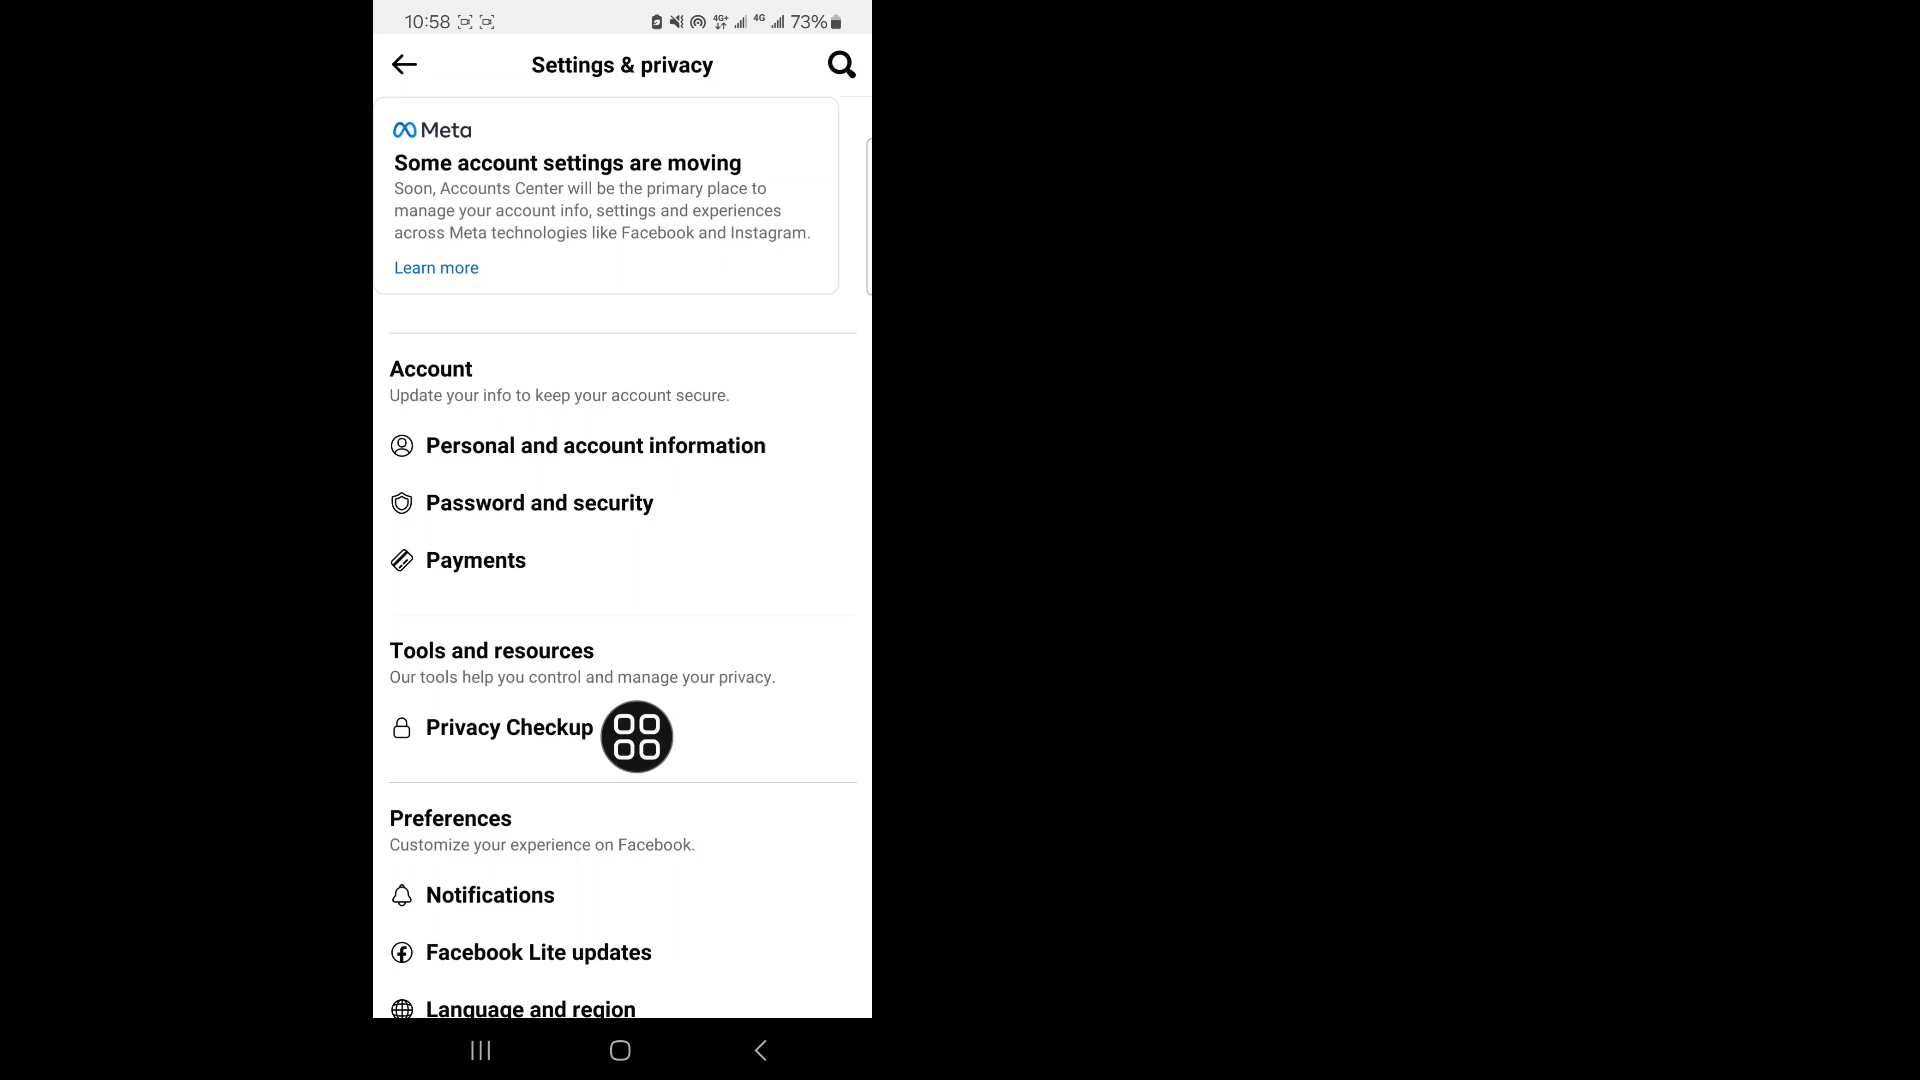 10:58 4G+ 4G 73%
Settings & privacy
Meta
Some account settings are moving
Soon, Accounts Center will be the primary place to
manage your account info, settings and experiences
across Meta technologies like Facebook and Instagram.
Learn more
Account
Update your info to keep your account secure.
Personal and account information
Password and security
Payments
Tools and resources
Our tools help you control and manage your privacy.
Privacy Checkup
Preferences
Customize your experience on Facebook.
Notifications
Facebook Lite updates
Language and region